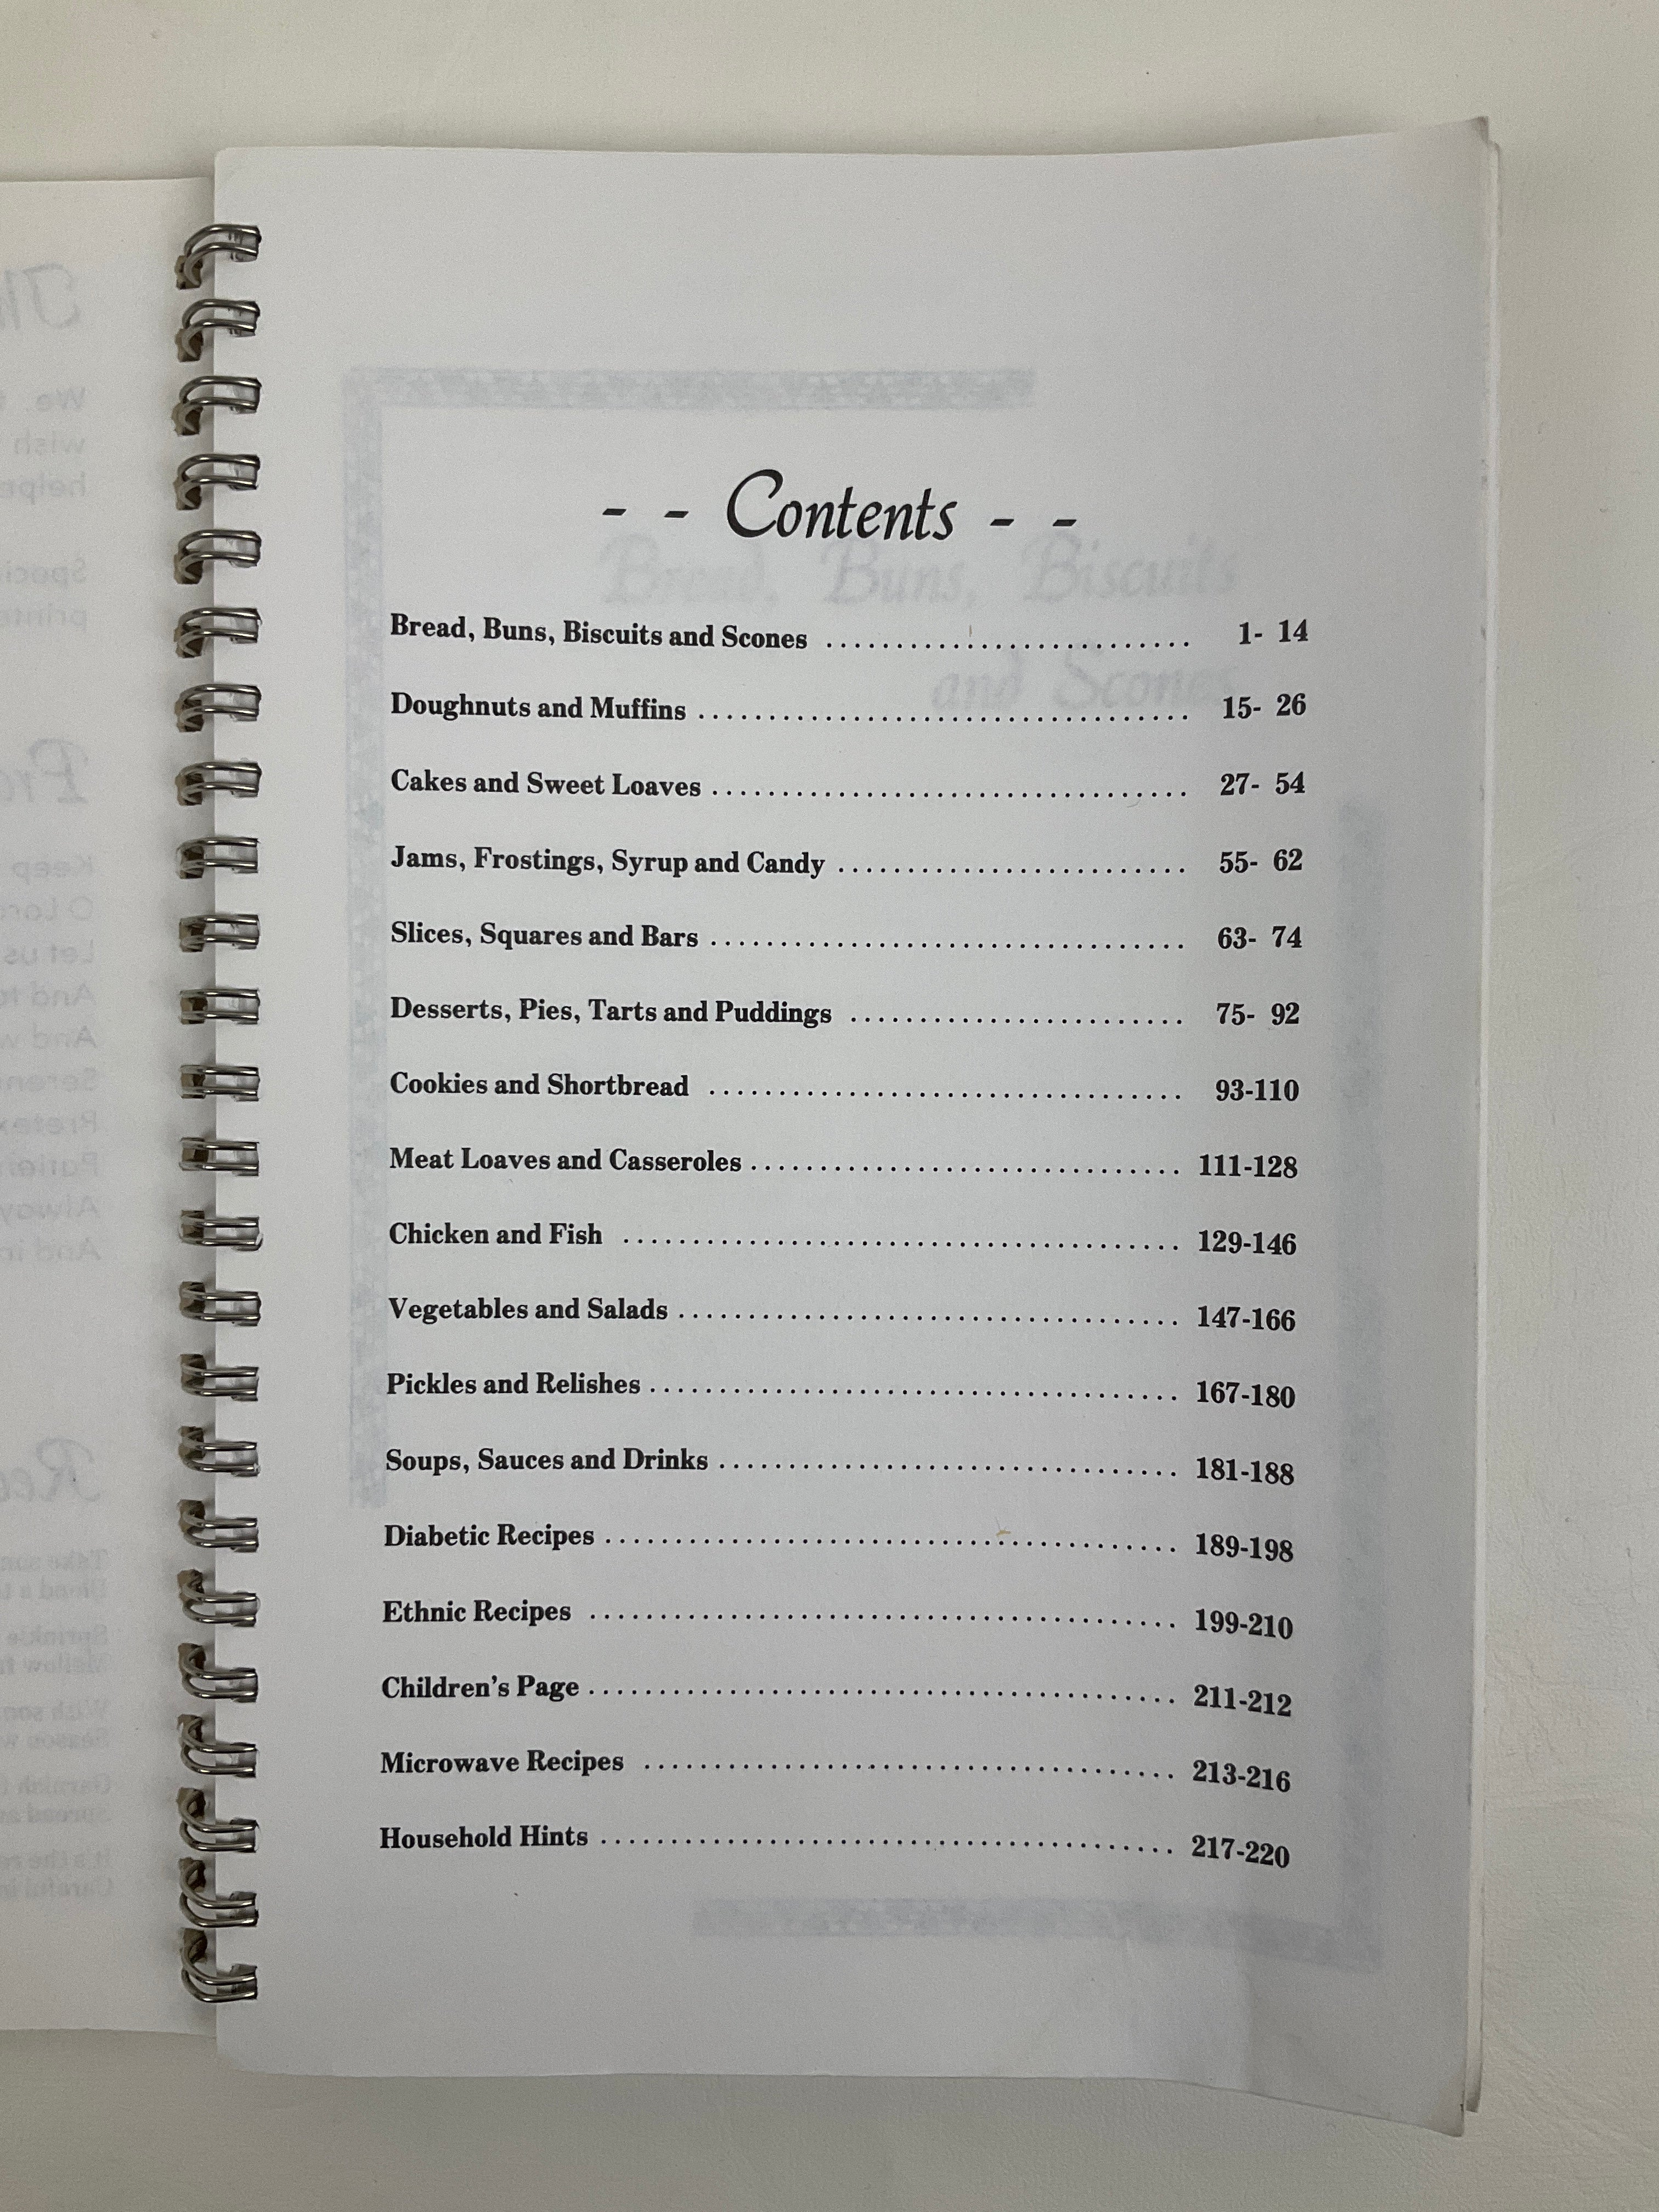 - - Contents - -
Bread, Buns, Biscuits and Scones .......................... 1- 14
Doughnuts and Muffins ................................... 15- 26
Cakes and Sweet Loaves .................................. 27- 54
Jams, Frostings, Syrup and Candy ......................... 55- 62
Slices, Squares and Bars .................................. 63- 74
Desserts, Pies, Tarts and Puddings ........................ 75- 92
Cookies and Shortbread .................................. 93-110
Meat Loaves and Casseroles ............................... 111-128
Chicken and Fish ........................................ 129-146
Vegetables and Salads .................................... 147-166
Pickles and Relishes ...................................... 167-180
Soups, Sauces and Drinks ................................. 181-188
Diabetic Recipes ......................................... 189-198
Ethnic Recipes .......................................... 199-210
Children's Page .......................................... 211-212
Microwave Recipes ...................................... 213-216
Household Hints ......................................... 217-220